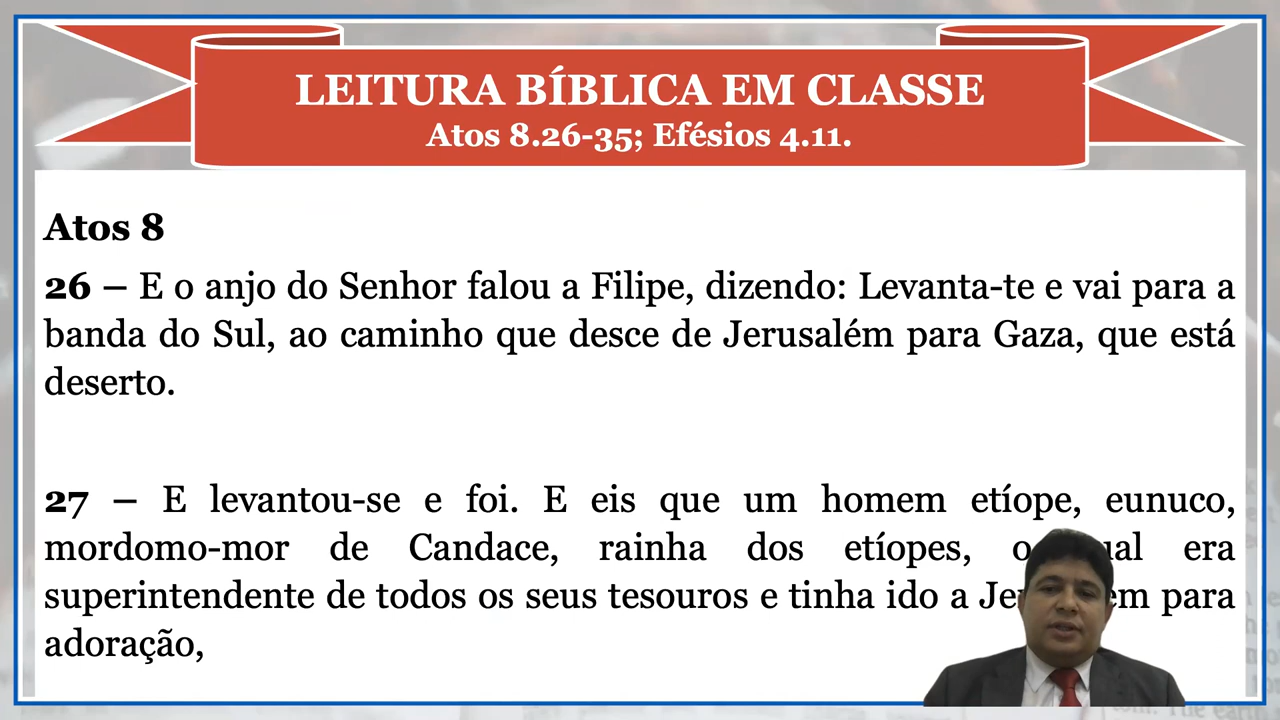 LEITURA BÍBLICA EM CLASSE
Atos 8.26-35; Efésios 4.11.
Atos 8
26 – E o anjo do Senhor falou a Filipe, dizendo: Levanta-te e vai para a
banda do Sul, ao caminho que desce de Jerusalém para Gaza, que está
deserto.
27 – E levantou-se e foi. E eis que um homem etíope, eunuco,
mordomo-mor de Candace, rainha dos etíopes, o era
superintendente de todos os seus tesouros e tinha ido a para
adoração,